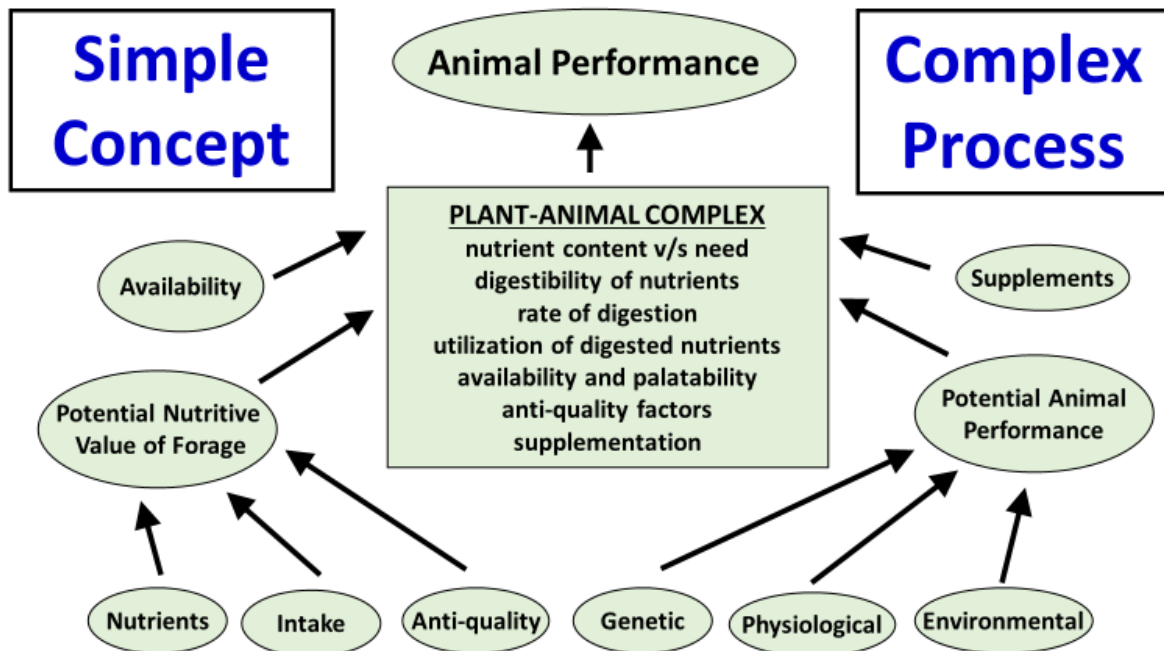 Simple
Concept
Animal Performance
Complex
Process
PLANT-ANIMAL COMPLEX
nutrient content v/s need
digestibility of nutrients
rate of digestion
utilization of digested nutrients
availability and palatability
anti-quality factors
supplementation
Availability
Supplements
Potential Nutritive
Value of Forage
Potential Animal
Performance
Nutrients
Intake
Anti-quality
Genetic
Physiological
Environmental